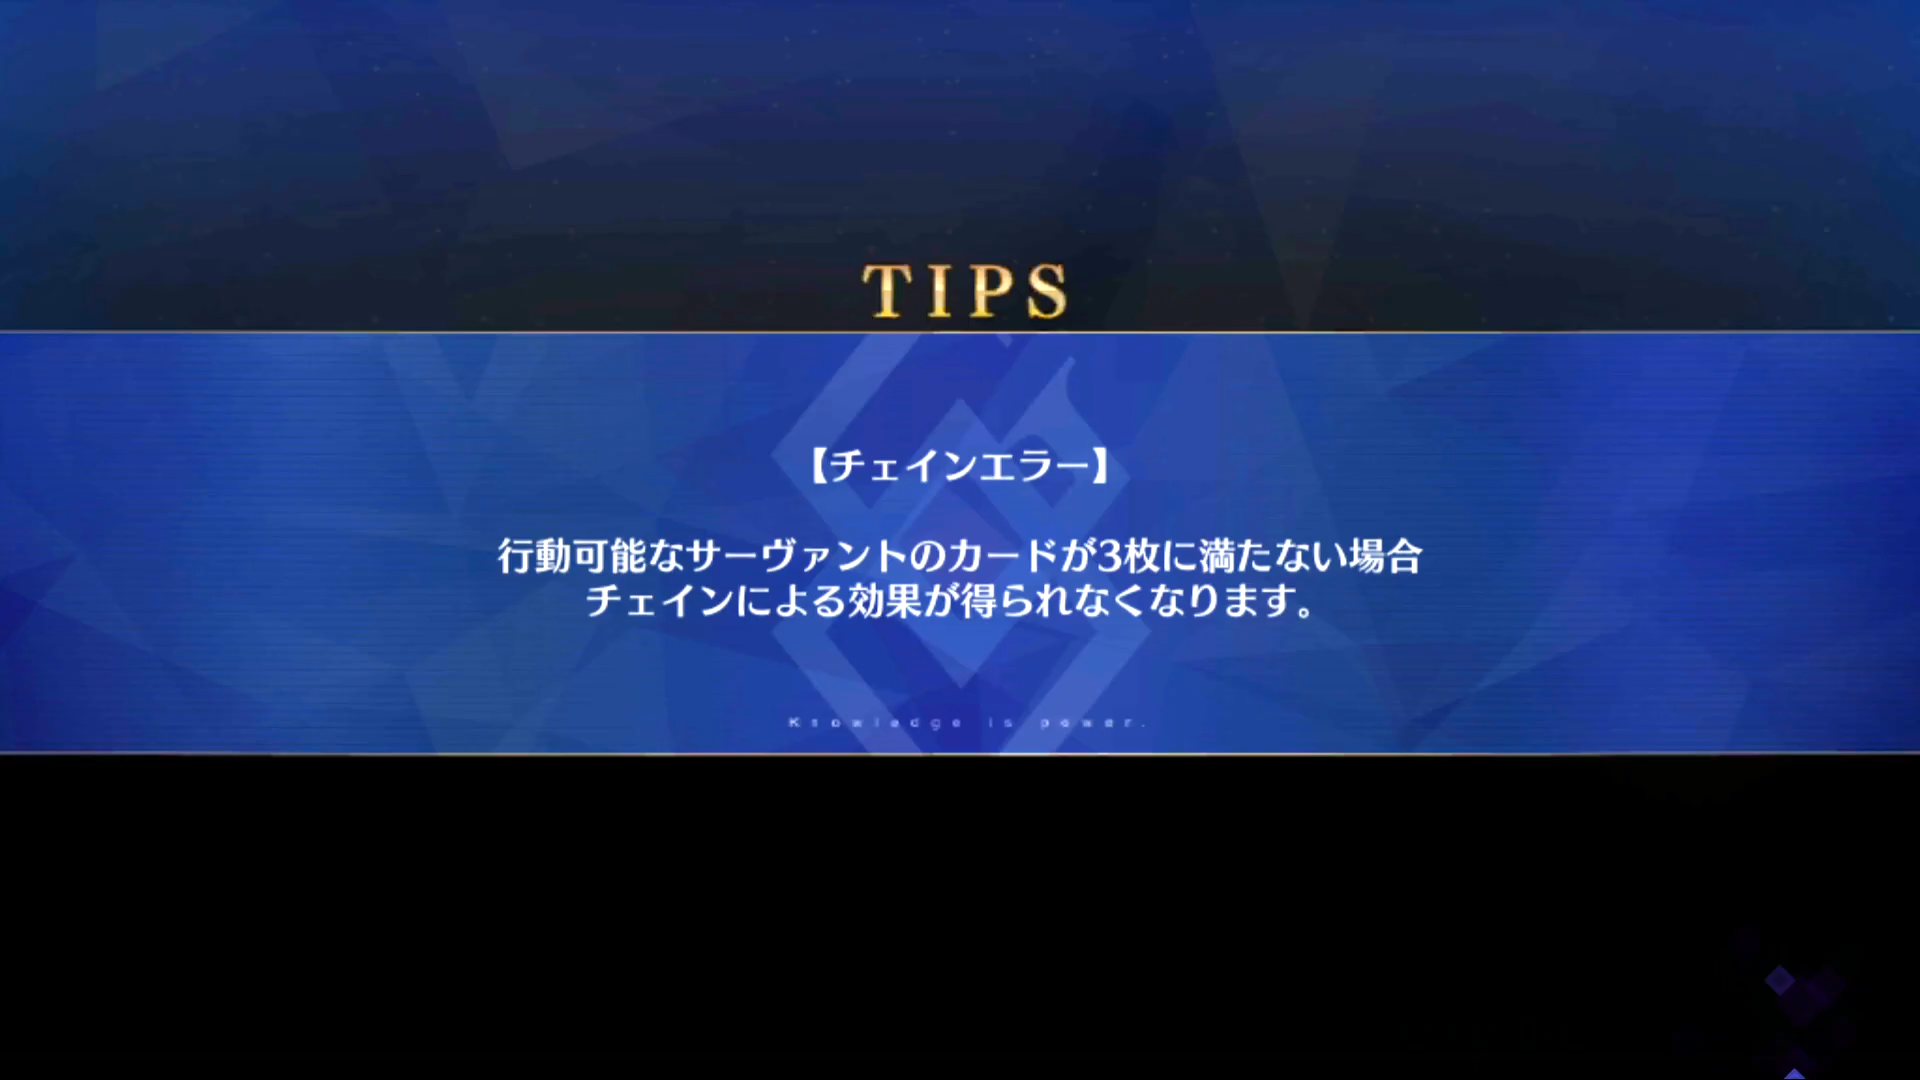 TIPS
【チェインエラー】
行動可能なサーヴァントのカードが3枚に満たない場合
チェインによる効果が得られなくなります。
Knowledge is power.